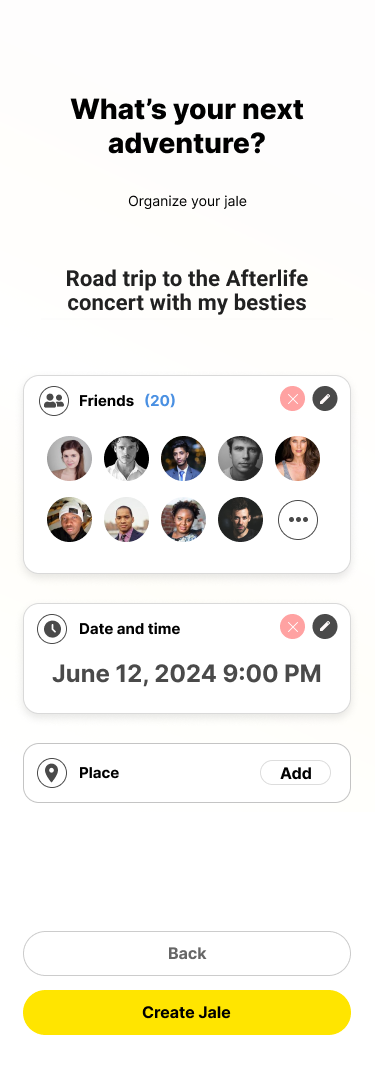 What’s your next
adventure?
Organize your jale
Road trip to the Afterlife
concert with my besties
Friends (20)
Date and time
June 12, 2024 9:00 PM
Place
Add
Back
Create Jale